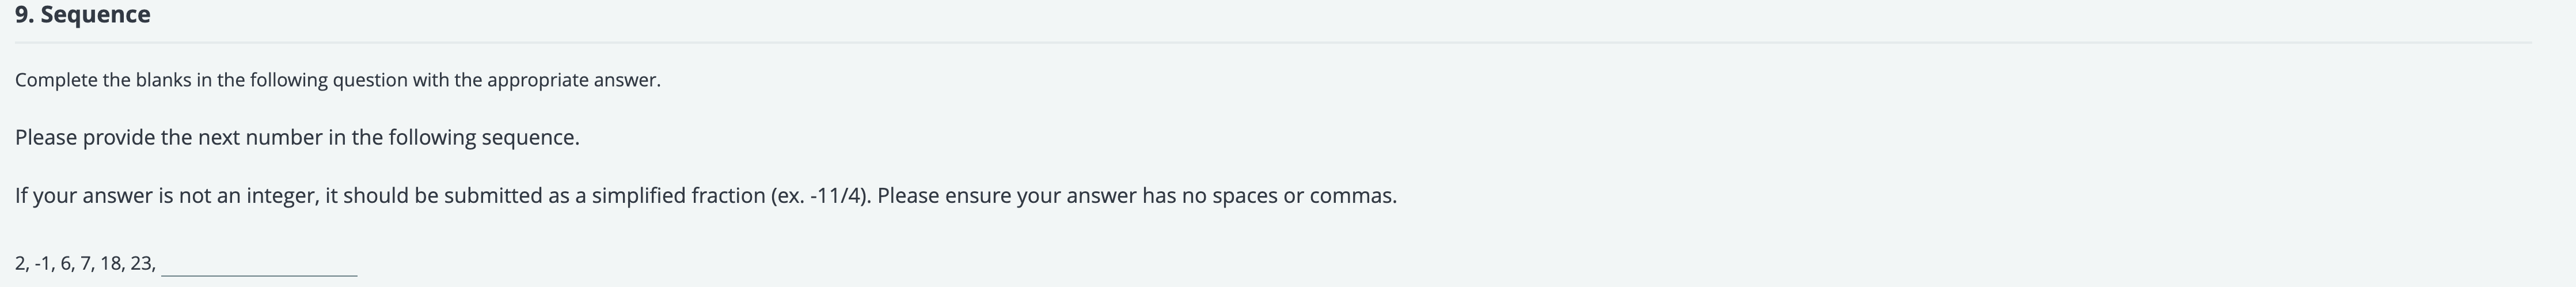 9. Sequence
Complete the blanks in the following question with the appropriate answer.
Please provide the next number in the following sequence.
If your answer is not an integer, it should be submitted as a simplified fraction (ex. -11/4). Please ensure your answer has no spaces or commas.
2, -1, 6, 7, 18, 23, ____________________